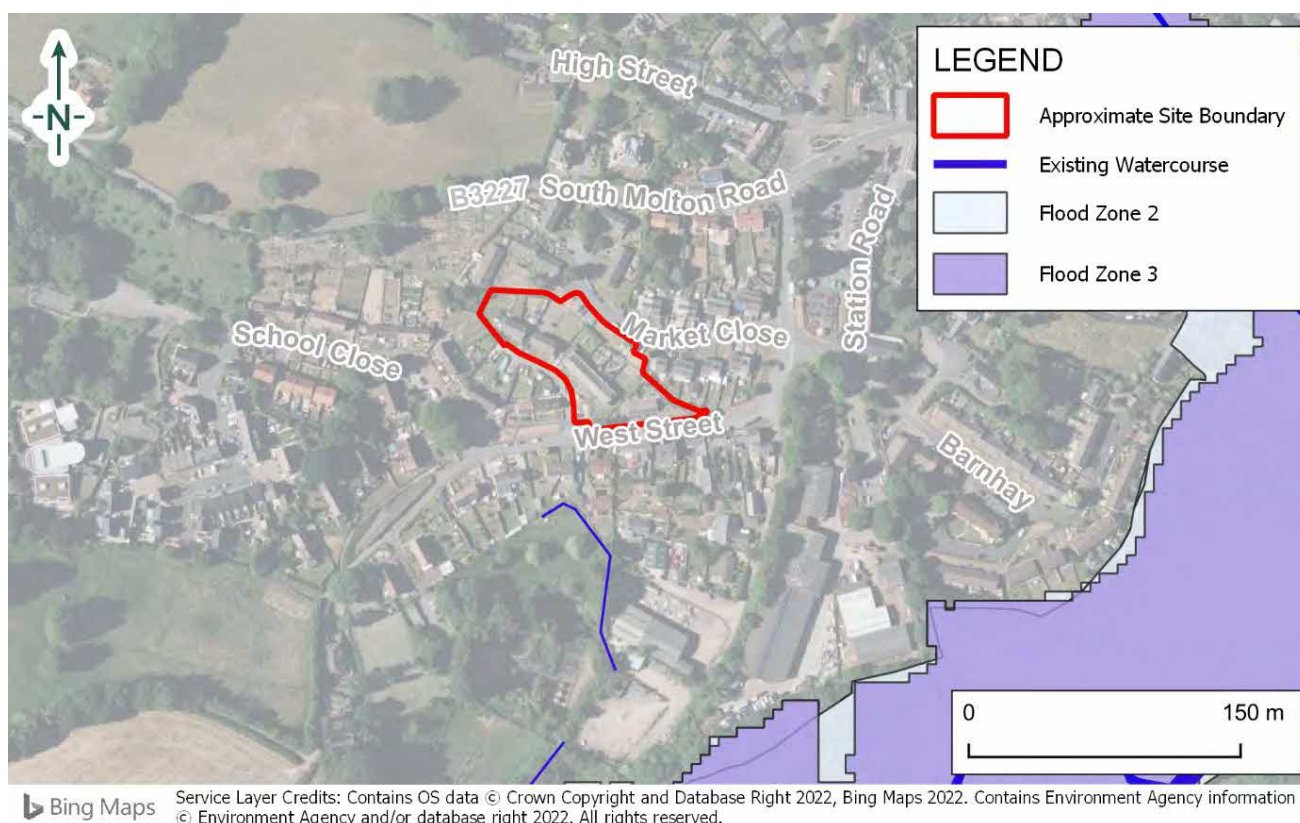 High Street
-N-
B3227 South Molton Road
Station Road
School Close
Market Close
West Street
Barnhay
LEGEND
Approximate Site Boundary
Existing Watercourse
Flood Zone 2
Flood Zone 3
0 150 m
Bing Maps
Service Layer Credits: Contains OS data © Crown Copyright and Database Right 2022, Bing Maps 2022. Contains Environment Agency information
© Environment Agency and/or database right 2022. All rights reserved.